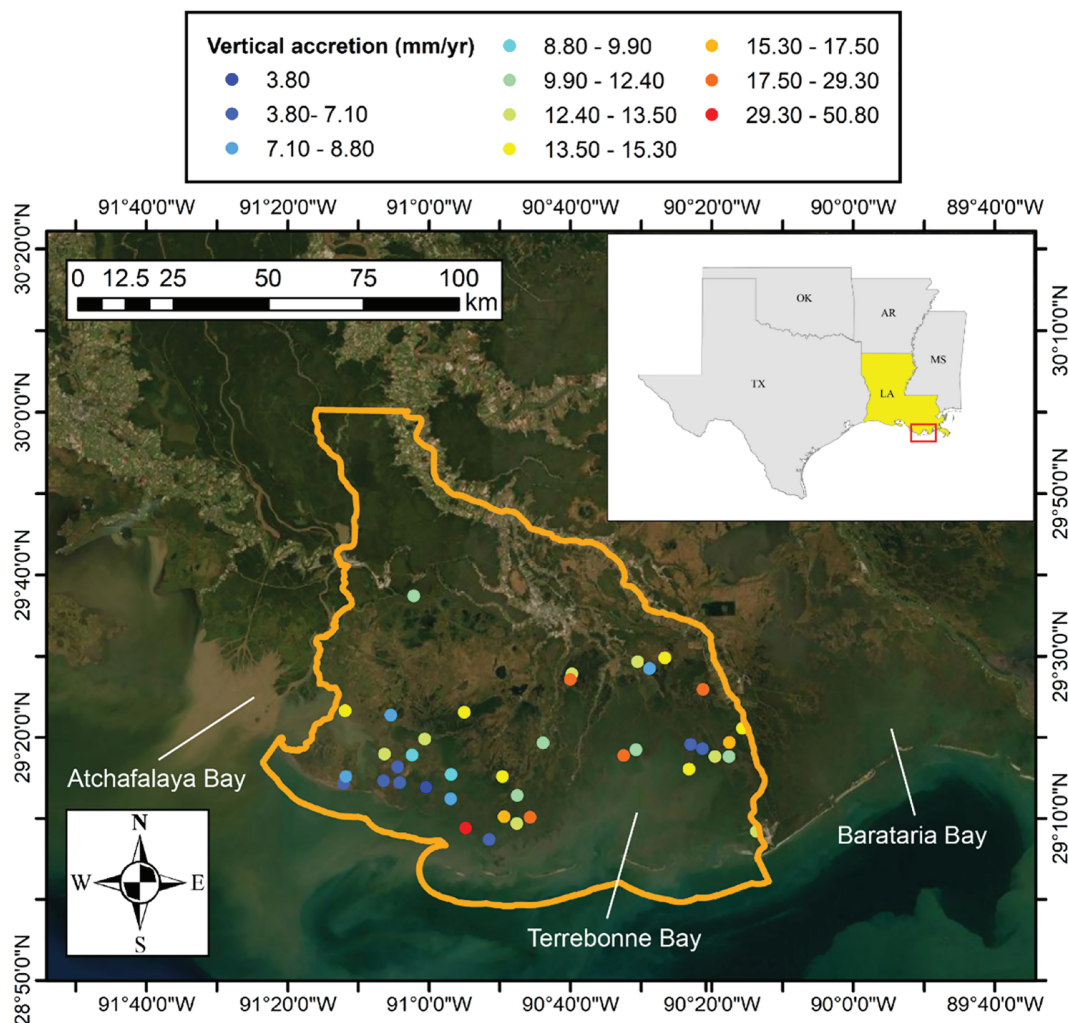 Vertical accretion (mm/yr)
3.80
3.80- 7.10
7.10 - 8.80
8.80 - 9.90
9.90 - 12.40
12.40 - 13.50
13.50 - 15.30
15.30 - 17.50
17.50 - 29.30
29.30 - 50.80
91°40'0"W 91°20'0"W 91°0'0"W 90°40'0"W 90°20'0"W 90°0'0"W 89°40'0"W
30°20'0"N
30°0'0"N
29°40'0"N
29°20'0"N
29°0'0"N
28°50'0"N
0 12.5 25 50 75 100
km
OK
AR
TX
LA
MS
30°10'0"N
29°50'0"N
29°30'0"N
29°10'0"N
Atchafalaya Bay
Barataria Bay
Terrebonne Bay
N
W E
S
91°40'0"W 91°20'0"W 91°0'0"W 90°40'0"W 90°20'0"W 90°0'0"W 89°40'0"W